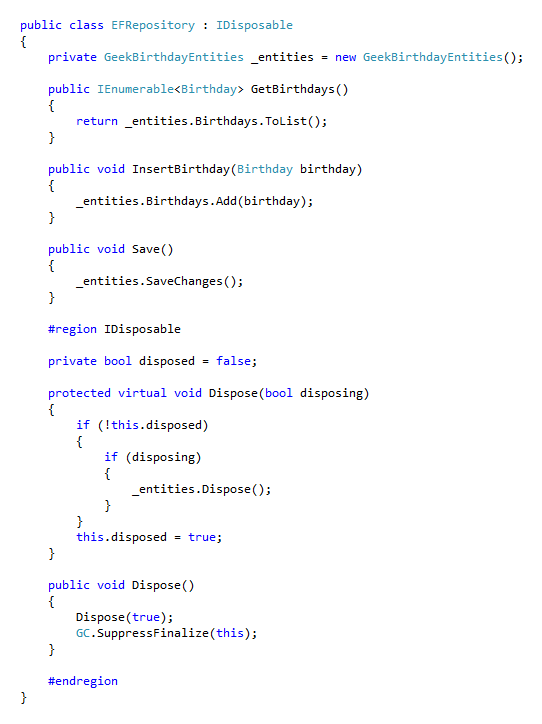 public class EFRepository : IDisposable
{
    private GeekBirthdayEntities _entities = new GeekBirthdayEntities();

    public IEnumerable<Birthday> GetBirthdays()
    {
        return _entities.Birthdays.ToList();
    }

    public void InsertBirthday(Birthday birthday)
    {
        _entities.Birthdays.Add(birthday);
    }

    public void Save()
    {
        _entities.SaveChanges();
    }

    #region IDisposable

    private bool disposed = false;

    protected virtual void Dispose(bool disposing)
    {
        if (!this.disposed)
        {
            if (disposing)
            {
                _entities.Dispose();
            }
        }
        this.disposed = true;
    }

    public void Dispose()
    {
        Dispose(true);
        GC.SuppressFinalize(this);
    }

    #endregion
}